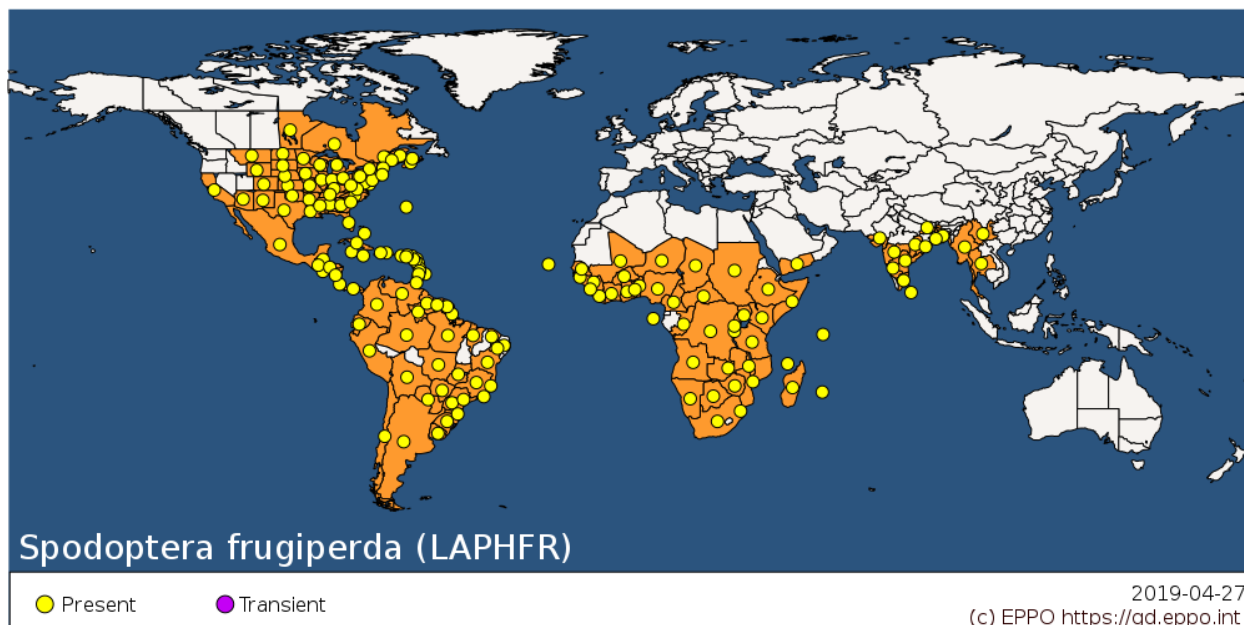 Spodoptera frugiperda (LAPHFR)
Present
Transient
2019-04-27
(c) EPPO https://gd.eppo.int